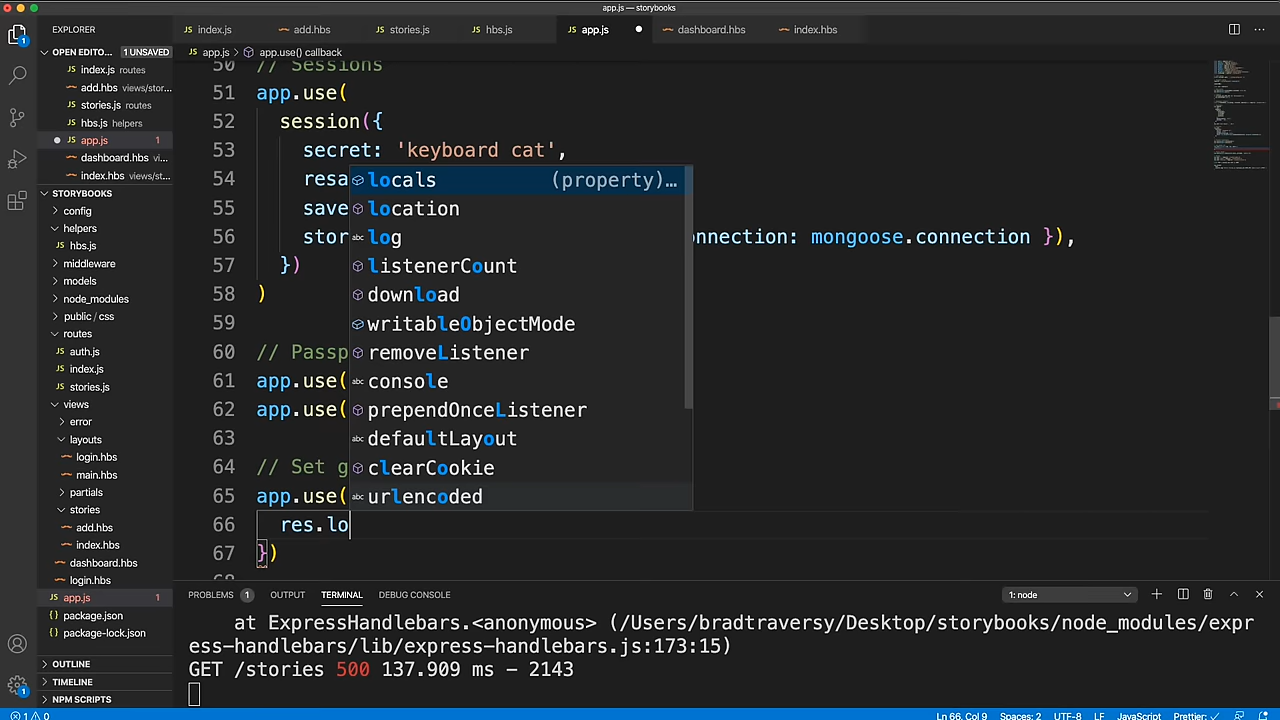 app.js — storybooks
EXPLORER
index.js
add.hbs
stories.js
hbs.js
app.js
dashboard.hbs
index.hbs
OPEN EDITO... 1 UNSAVED
index.js routes
add.hbs views/stor...
stories.js routes
hbs.js helpers
app.js 1
dashboard.hbs vi...
index.hbs views/st...
STORYBOOKS
config
helpers
hbs.js
middleware
models
node_modules
public / css
routes
auth.js
index.js
stories.js
views
error
layouts
login.hbs
main.hbs
partials
stories
add.hbs
index.hbs
dashboard.hbs
login.hbs
app.js 1
package.json
package-lock.json
OUTLINE
TIMELINE
NPM SCRIPTS
app.js > app.use() callback
50 // Sessions
51 app.use(
52 session({
53 secret: 'keyboard cat',
54 resa
55 save
56 stor nnection: mongoose.connection }),
57 })
58 )
59
60 // Passp
61 app.use(
62 app.use(
63
64 // Set g
65 app.use(
66 res.lo
67 })
68
locals (property)...
location
log
listenerCount
download
writableObjectMode
removeListener
console
prependOnceListener
defaultLayout
clearCookie
urlencoded
PROBLEMS 1 OUTPUT TERMINAL DEBUG CONSOLE
1: node
at ExpressHandlebars.<anonymous> (/Users/bradtraversy/Desktop/storybooks/node_modules/expr
ess-handlebars/lib/express-handlebars.js:173:15)
GET /stories 500 137.909 ms - 2143
1 0
Ln 66, Col 9 Spaces: 2 UTF-8 LF JavaScript Prettier: ✓